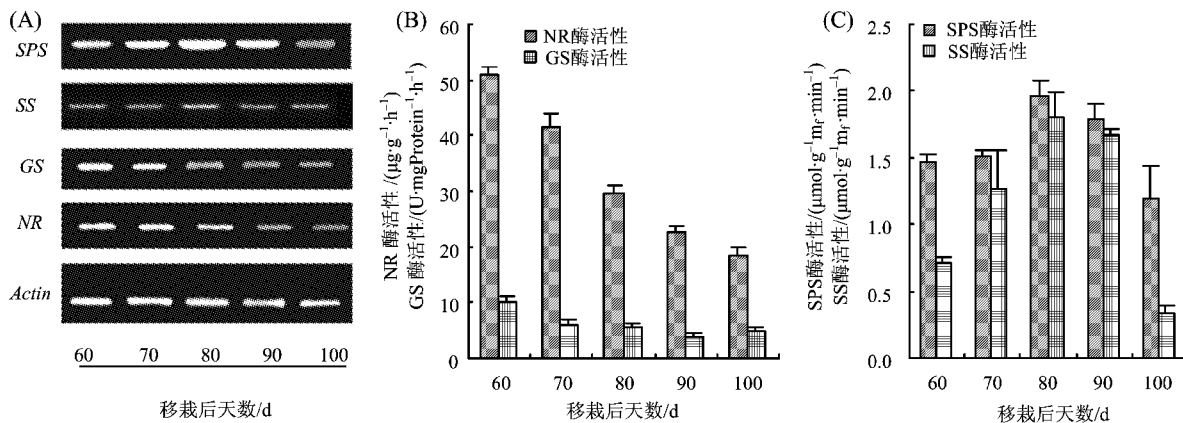 (A)
SPS
SS
GS
NR
Actin
60 70 80 90 100
移栽后天数/d
(B)
NR 酶活性/(μg·g⁻¹·h⁻¹)
GS 酶活性/(U·mgProtein⁻¹·h⁻¹)
60
50
40
30
20
10
0
NR酶活性
GS酶活性
60 70 80 90 100
移栽后天数/d
(C)
SPS酶活性/(μmol·g⁻¹m_f·min⁻¹)
SS酶活性/(μmol·g⁻¹m_f·min⁻¹)
2.5
2.0
1.5
1.0
0.5
0.0
SPS酶活性
SS酶活性
60 70 80 90 100
移栽后天数/d